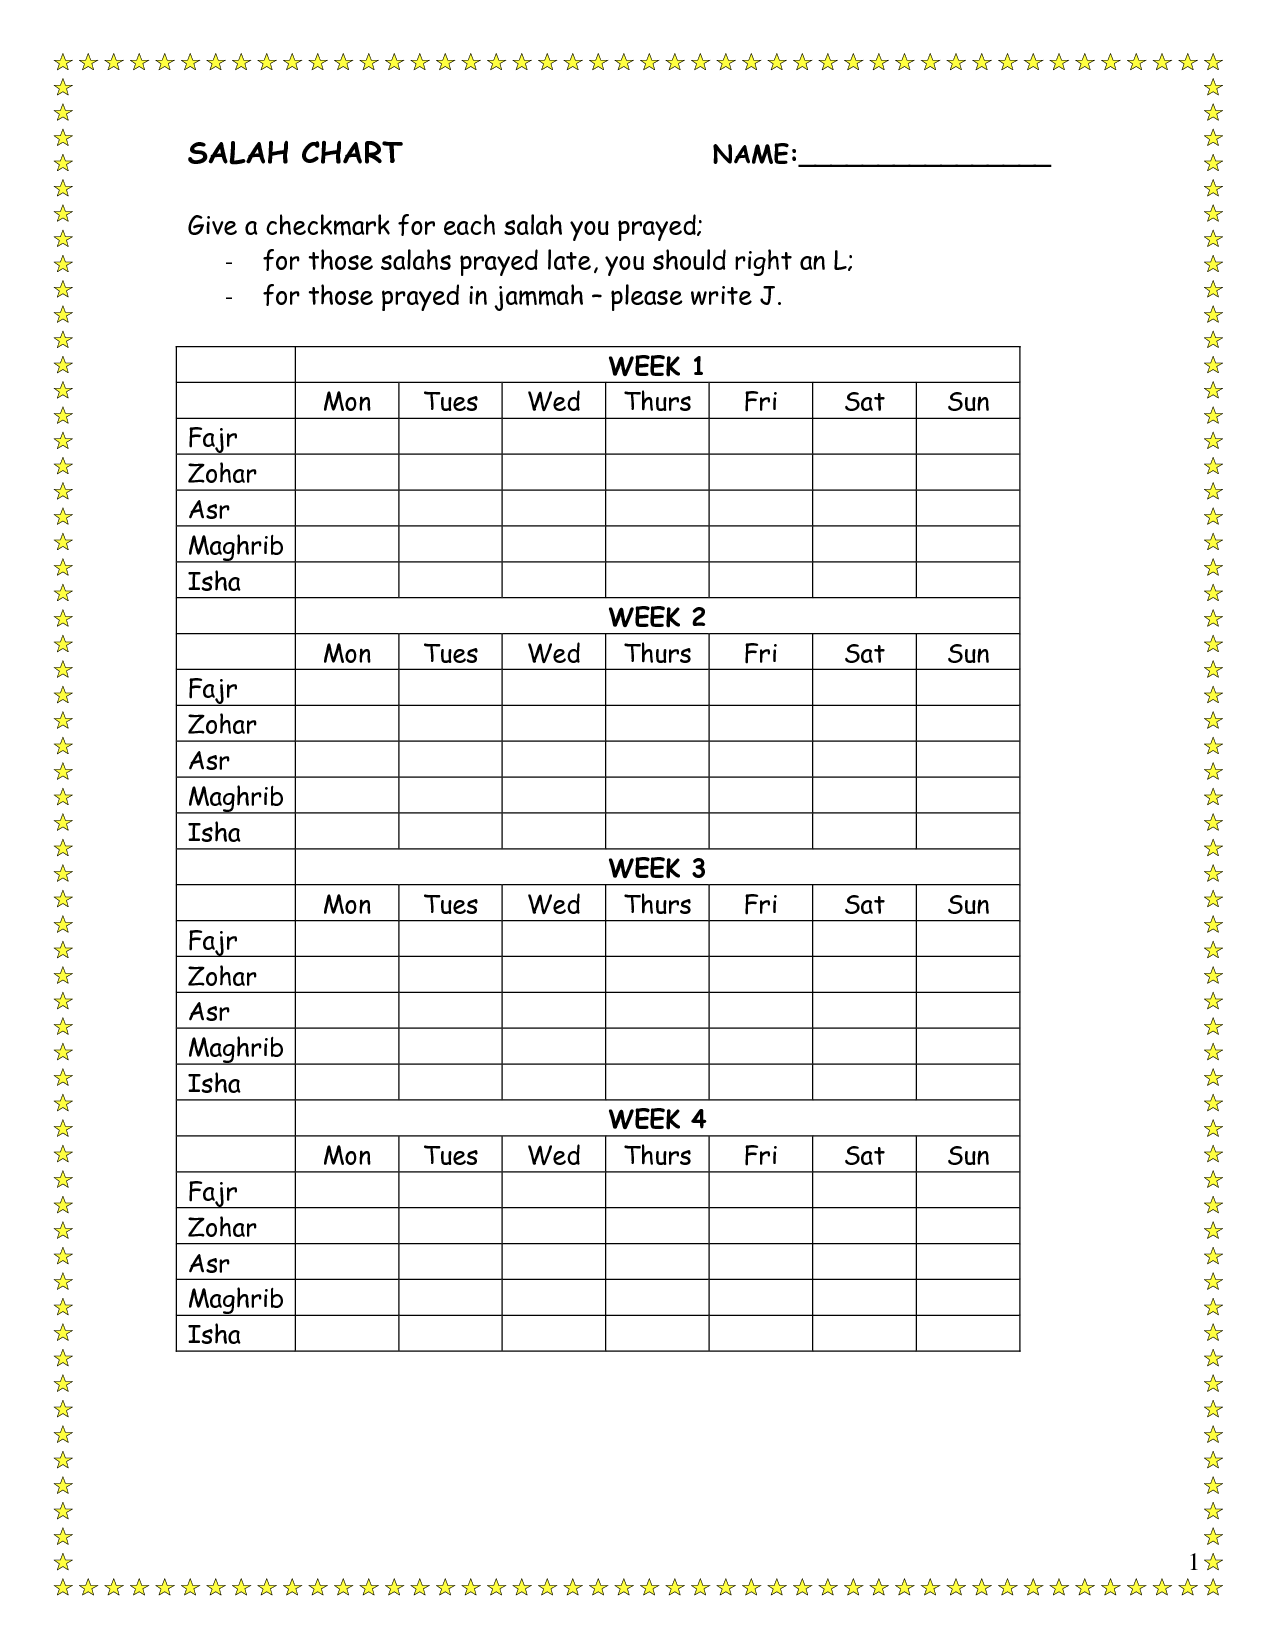 SALAH CHART NAME:________________
Give a checkmark for each salah you prayed;
- for those salahs prayed late, you should right an L;
- for those prayed in jammah – please write J.
WEEK 1
Mon Tues Wed Thurs Fri Sat Sun
Fajr
Zohar
Asr
Maghrib
Isha
WEEK 2
Mon Tues Wed Thurs Fri Sat Sun
Fajr
Zohar
Asr
Maghrib
Isha
WEEK 3
Mon Tues Wed Thurs Fri Sat Sun
Fajr
Zohar
Asr
Maghrib
Isha
WEEK 4
Mon Tues Wed Thurs Fri Sat Sun
Fajr
Zohar
Asr
Maghrib
Isha
1